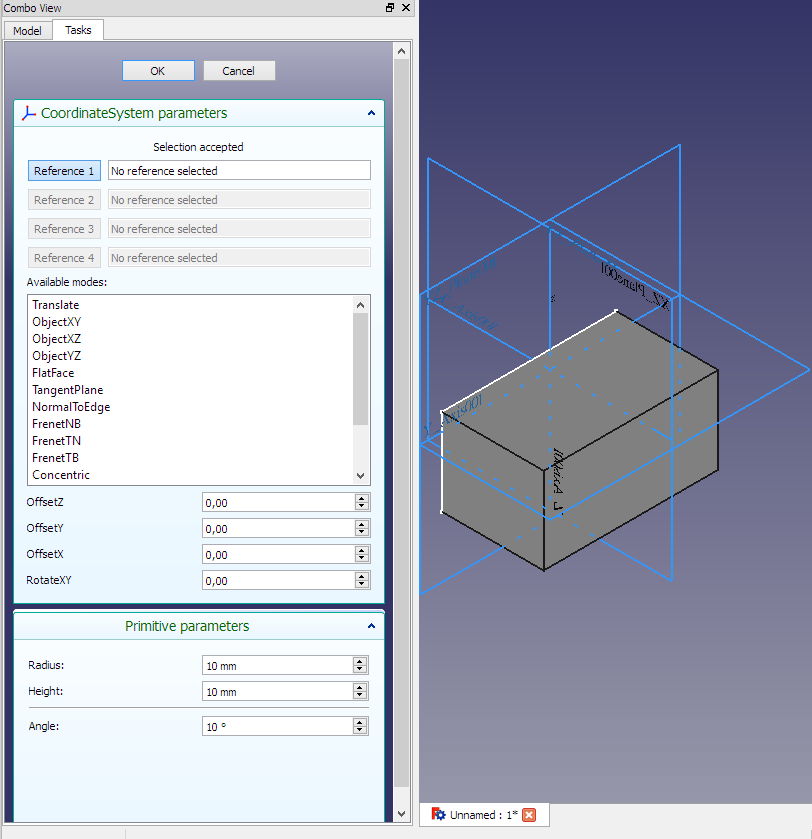 Combo View
Model Tasks
OK Cancel
CoordinateSystem parameters
Selection accepted
Reference 1 No reference selected
Reference 2 No reference selected
Reference 3 No reference selected
Reference 4 No reference selected
Available modes:
Translate
ObjectXY
ObjectXZ
ObjectYZ
FlatFace
TangentPlane
NormalToEdge
FrenetNB
FrenetTN
FrenetTB
Concentric
OffsetZ 0,00
OffsetY 0,00
OffsetX 0,00
RotateXY 0,00
Primitive parameters
Radius: 10 mm
Height: 10 mm
Angle: 10 °
XZ_Plane001
Unnamed : 1*